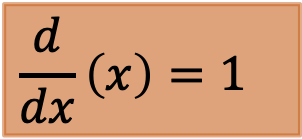 d/dx (x) = 1